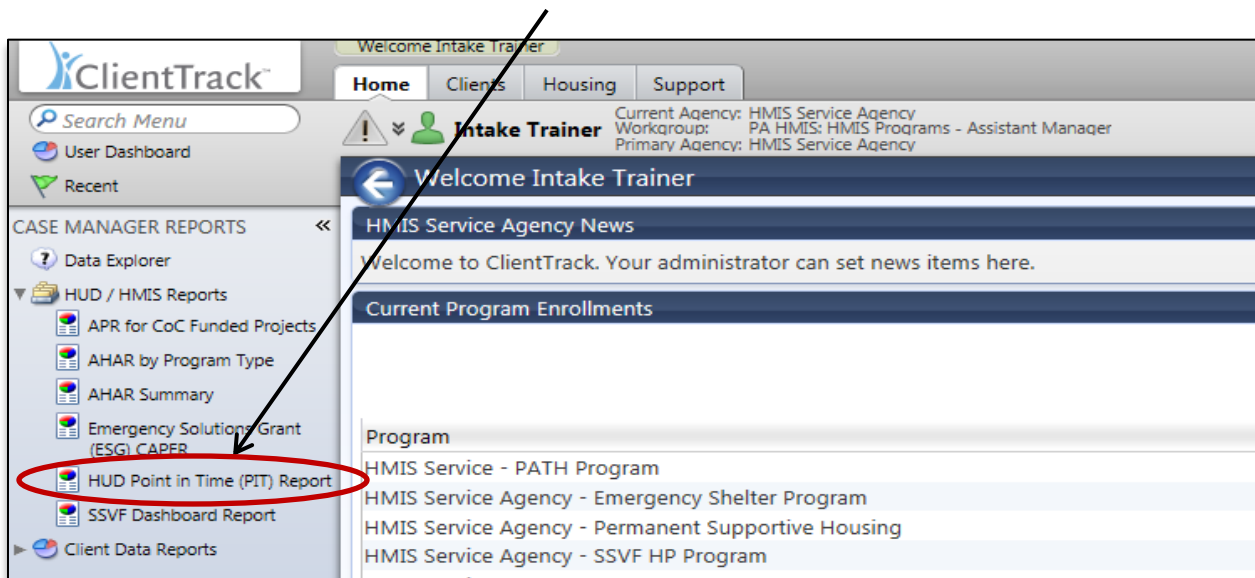 Welcome Intake Trainer
ClientTrack™
Home Clients Housing Support
Search Menu
User Dashboard
Recent
Intake Trainer
Current Agency: HMIS Service Agency
Workgroup: PA HMIS: HMIS Programs - Assistant Manager
Primary Agency: HMIS Service Agency
Welcome Intake Trainer
CASE MANAGER REPORTS «
Data Explorer
HUD / HMIS Reports
APR for CoC Funded Projects
AHAR by Program Type
AHAR Summary
Emergency Solutions Grant
(ESG) CAPER
HUD Point in Time (PIT) Report
SSVF Dashboard Report
Client Data Reports
HMIS Service Agency News
Welcome to ClientTrack. Your administrator can set news items here.
Current Program Enrollments
Program
HMIS Service - PATH Program
HMIS Service Agency - Emergency Shelter Program
HMIS Service Agency - Permanent Supportive Housing
HMIS Service Agency - SSVF HP Program